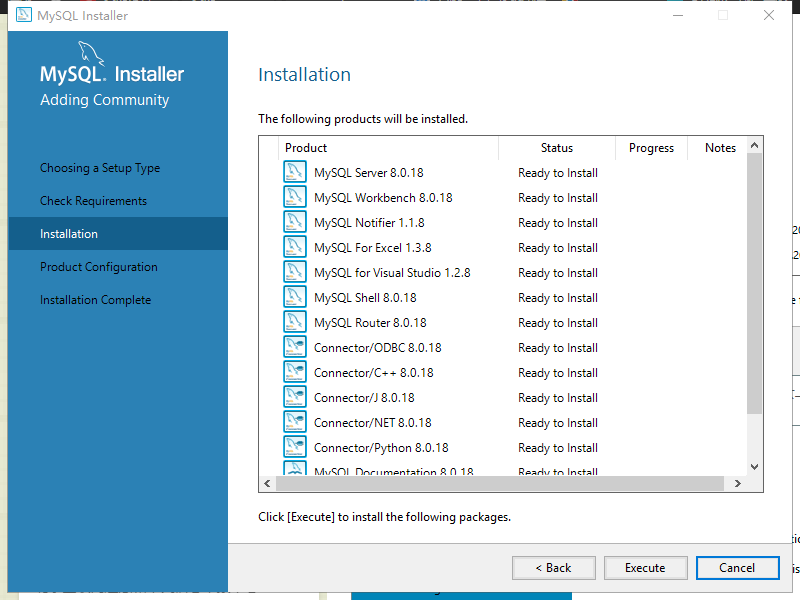 MySQL Installer
MySQL. Installer
Adding Community
Choosing a Setup Type
Check Requirements
Installation
Product Configuration
Installation Complete
Installation
The following products will be installed.
Product Status Progress Notes
MySQL Server 8.0.18 Ready to Install
MySQL Workbench 8.0.18 Ready to Install
MySQL Notifier 1.1.8 Ready to Install
MySQL For Excel 1.3.8 Ready to Install
MySQL for Visual Studio 1.2.8 Ready to Install
MySQL Shell 8.0.18 Ready to Install
MySQL Router 8.0.18 Ready to Install
Connector/ODBC 8.0.18 Ready to Install
Connector/C++ 8.0.18 Ready to Install
Connector/J 8.0.18 Ready to Install
Connector/NET 8.0.18 Ready to Install
Connector/Python 8.0.18 Ready to Install
MySQL Documentation 8.0.18 Ready to Install
Click [Execute] to install the following packages.
< Back Execute Cancel